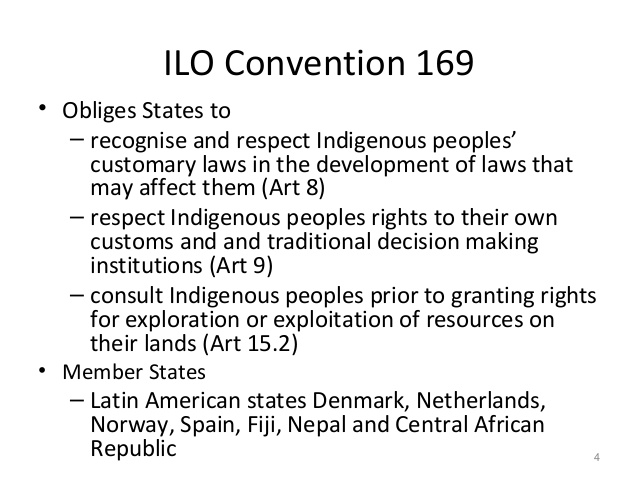 ILO Convention 169
• Obliges States to
– recognise and respect Indigenous peoples’
customary laws in the development of laws that
may affect them (Art 8)
– respect Indigenous peoples rights to their own
customs and and traditional decision making
institutions (Art 9)
– consult Indigenous peoples prior to granting rights
for exploration or exploitation of resources on
their lands (Art 15.2)
• Member States
– Latin American states Denmark, Netherlands,
Norway, Spain, Fiji, Nepal and Central African
Republic
4